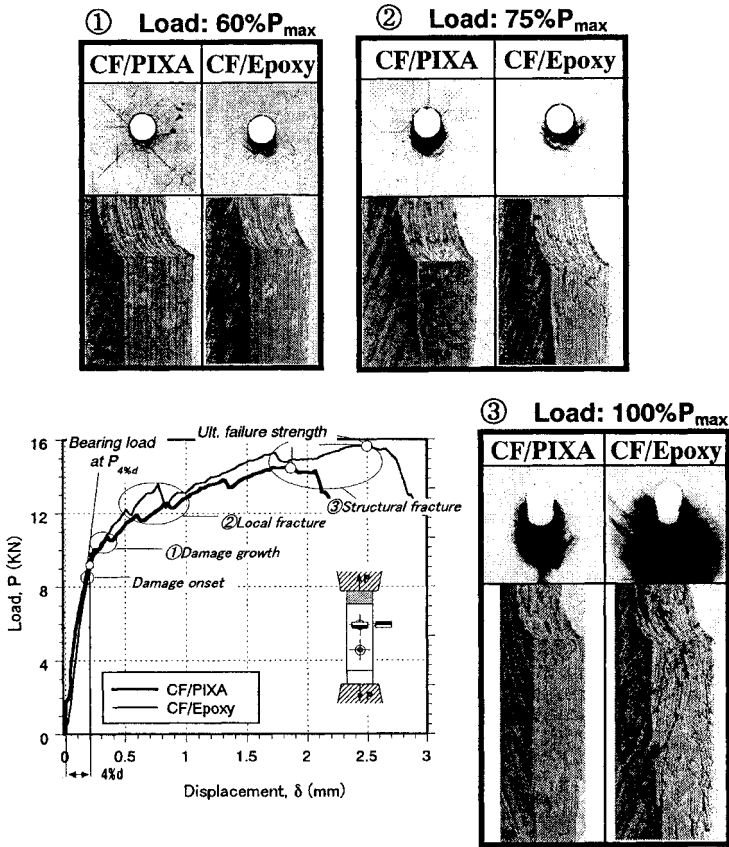 ① Load: 60%Pmax
CF/PIXA CF/Epoxy
② Load: 75%Pmax
CF/PIXA CF/Epoxy
③ Load: 100%Pmax
CF/PIXA CF/Epoxy
Bearing load
at P4%d
Ult. failure strength
③Structural fracture
②Local fracture
①Damage growth
Damage onset
16
12
8
4
0
Load, P (KN)
CF/PIXA
CF/Epoxy
P
P
0 0.5 1 1.5 2 2.5 3
4%d
Displacement, δ (mm)